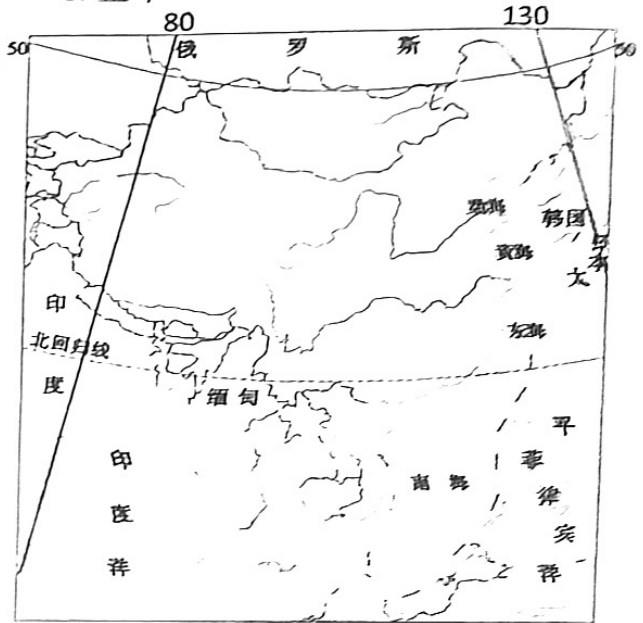 80
130
50
50
俄 罗 斯
渤海
韩国
日本
黄海
太
印
度
北回归线
东海
缅甸
平
印
度
洋
南海
菲
律
宾
洋